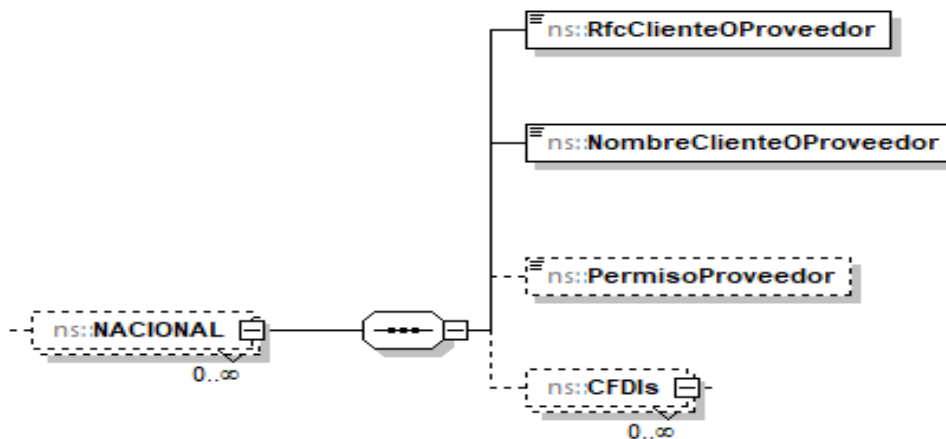 ns::RfcClienteOProveedor
ns::NombreClienteOProveedor
ns::PermisoProveedor
ns::NACIONAL
0..∞
ns::CFDIs
0..∞